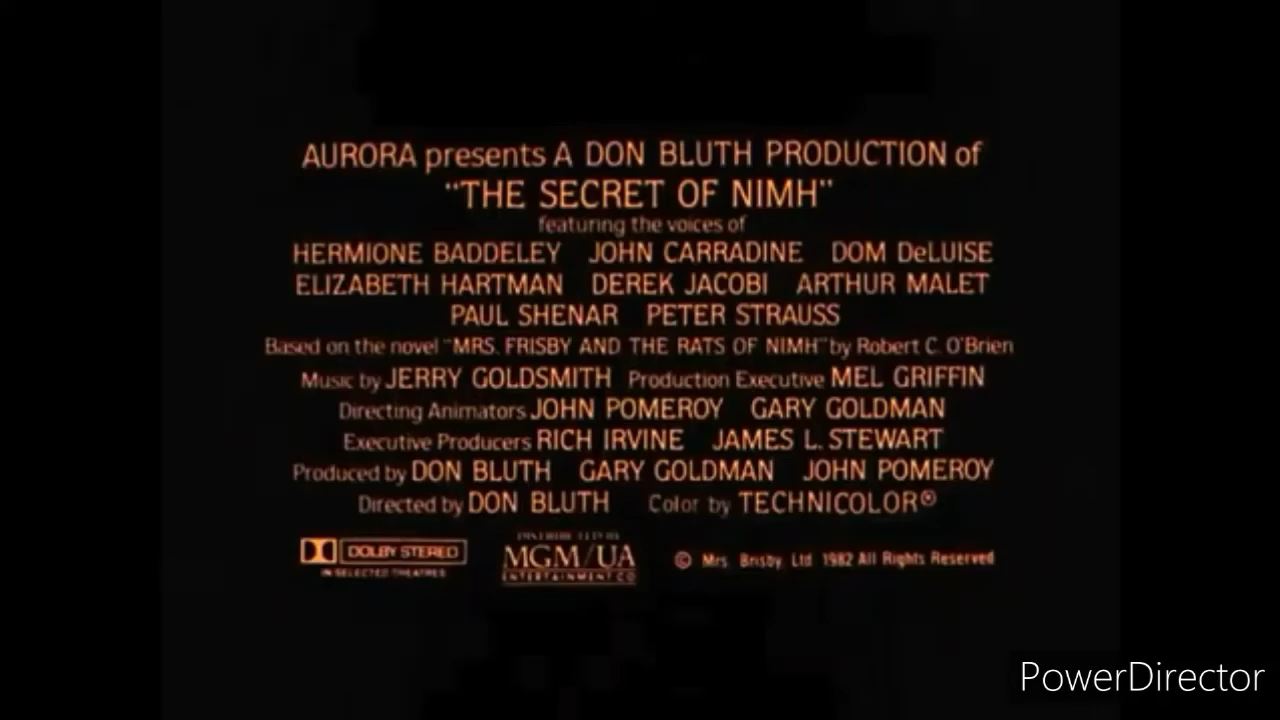 AURORA presents A DON BLUTH PRODUCTION of
"THE SECRET OF NIMH"
featuring the voices of
HERMIONE BADDELEY JOHN CARRADINE DOM DeLUISE
ELIZABETH HARTMAN DEREK JACOBI ARTHUR MALET
PAUL SHENAR PETER STRAUSS
Based on the novel "MRS. FRISBY AND THE RATS OF NIMH" by Robert C. O'Brien
Music by JERRY GOLDSMITH Production Executive MEL GRIFFIN
Directing Animators JOHN POMEROY GARY GOLDMAN
Executive Producers RICH IRVINE JAMES L. STEWART
Produced by DON BLUTH GARY GOLDMAN JOHN POMEROY
Directed by DON BLUTH Color by TECHNICOLOR®
DOLBY STEREO
IN SELECTED THEATRES
DISTRIBUTED BY
MGM/UA
ENTERTAINMENT CO
© Mrs. Brisby, Ltd. 1982 All Rights Reserved
PowerDirector